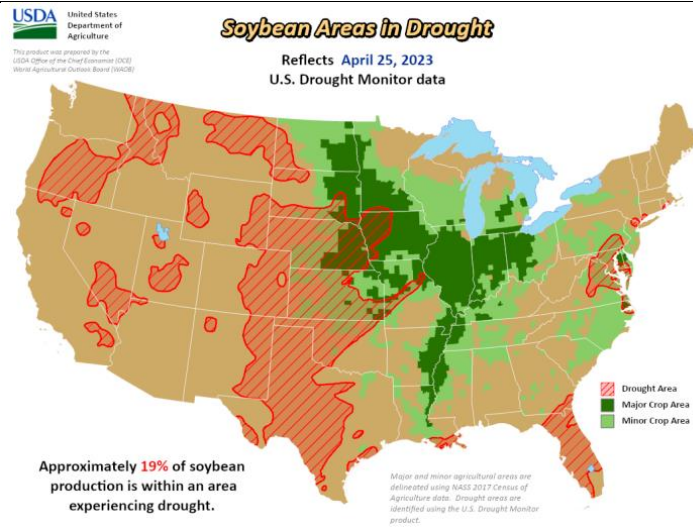 USDA
United States
Department of
Agriculture
This product was prepared by the
USDA Office of the Chief Economist (OCE)
World Agricultural Outlook Board (WAOB)
Soybean Areas in Drought
Reflects April 25, 2023
U.S. Drought Monitor data
Drought Area
Major Crop Area
Minor Crop Area
Approximately 19% of soybean
production is within an area
experiencing drought.
Major and minor agricultural areas are
delineated using NASS 2017 Census of
Agriculture data. Drought areas are
identified using the U.S. Drought Monitor
product.